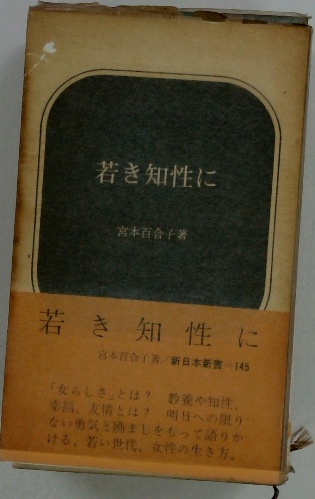 若き知性に
宮本百合子著
若き知性に
宮本百合子著/新日本新書=145
「女らしさ」とは? 教養や知性、
幸福、友情とは? 明日への限り
ない勇気と励ましをもって語りか
ける、若い世代、女性の生き方。